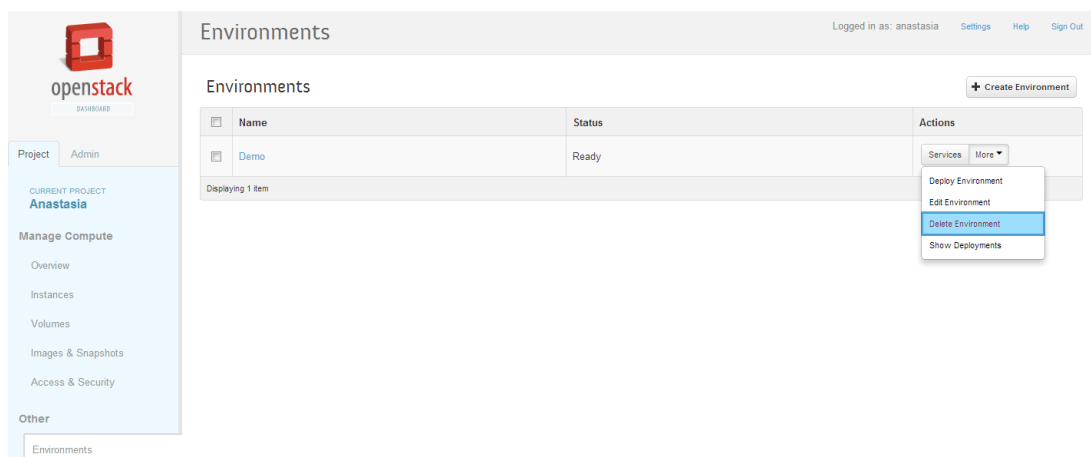 openstack
DASHBOARD
Project Admin
CURRENT PROJECT
Anastasia
Manage Compute
Overview
Instances
Volumes
Images & Snapshots
Access & Security
Other
Environments
Environments
Logged in as: anastasia Settings Help Sign Out
Environments
+ Create Environment
Name Status Actions
Demo Ready Services More
Displaying 1 item
Deploy Environment
Edit Environment
Delete Environment
Show Deployments